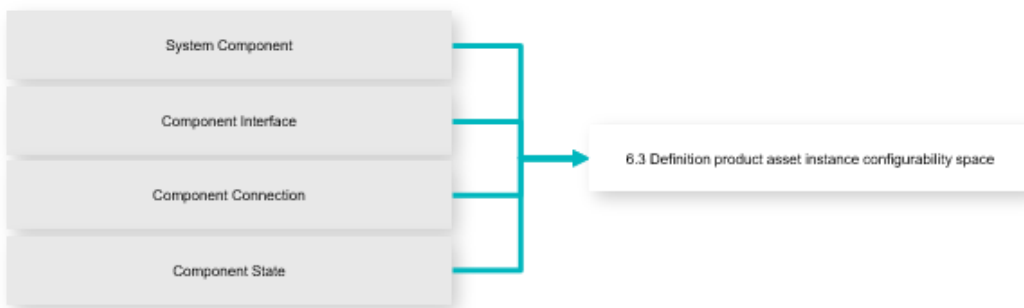 System Component
Component Interface
6.3 Definition product asset instance configurability space
Component Connection
Component State